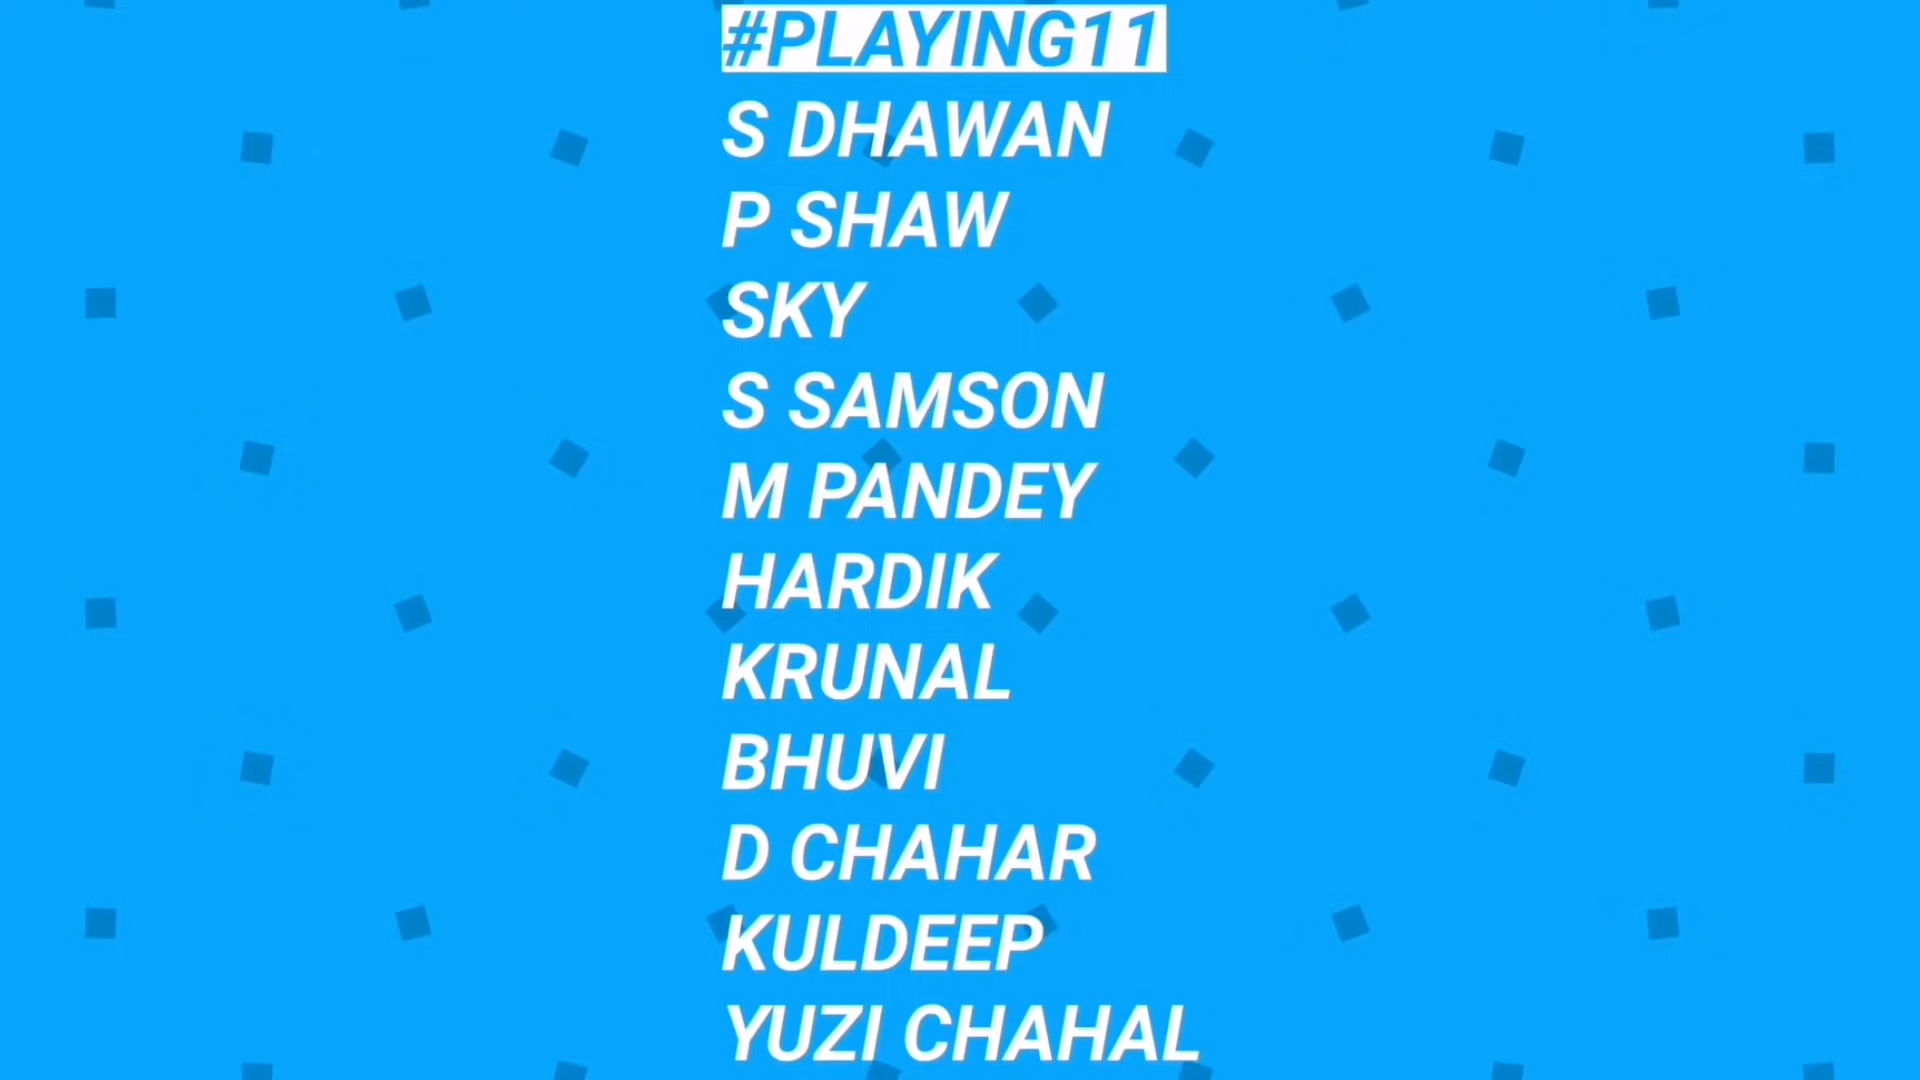 #PLAYING11
S DHAWAN
P SHAW
SKY
S SAMSON
M PANDEY
HARDIK
KRUNAL
BHUVI
D CHAHAR
KULDEEP
YUZI CHAHAL